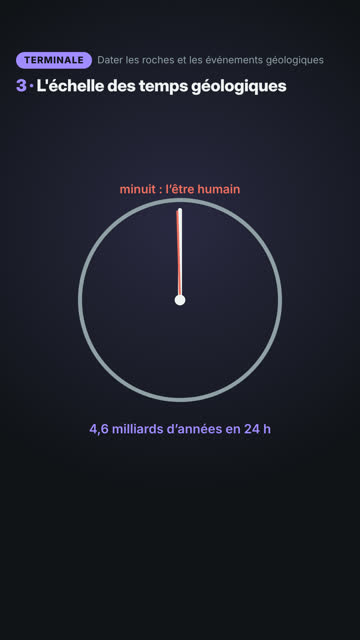 TERMINALE Dater les roches et les événements géologiques
3 · L'échelle des temps géologiques
minuit : l’être humain
4,6 milliards d’années en 24 h